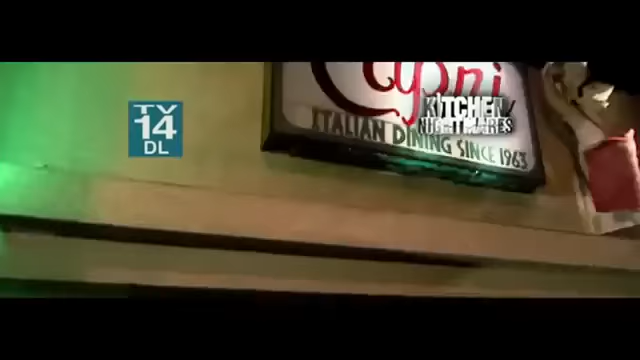 Capri
ITALIAN DINING SINCE 1963
KITCHEN
NIGHTMARES
TV
14
DL